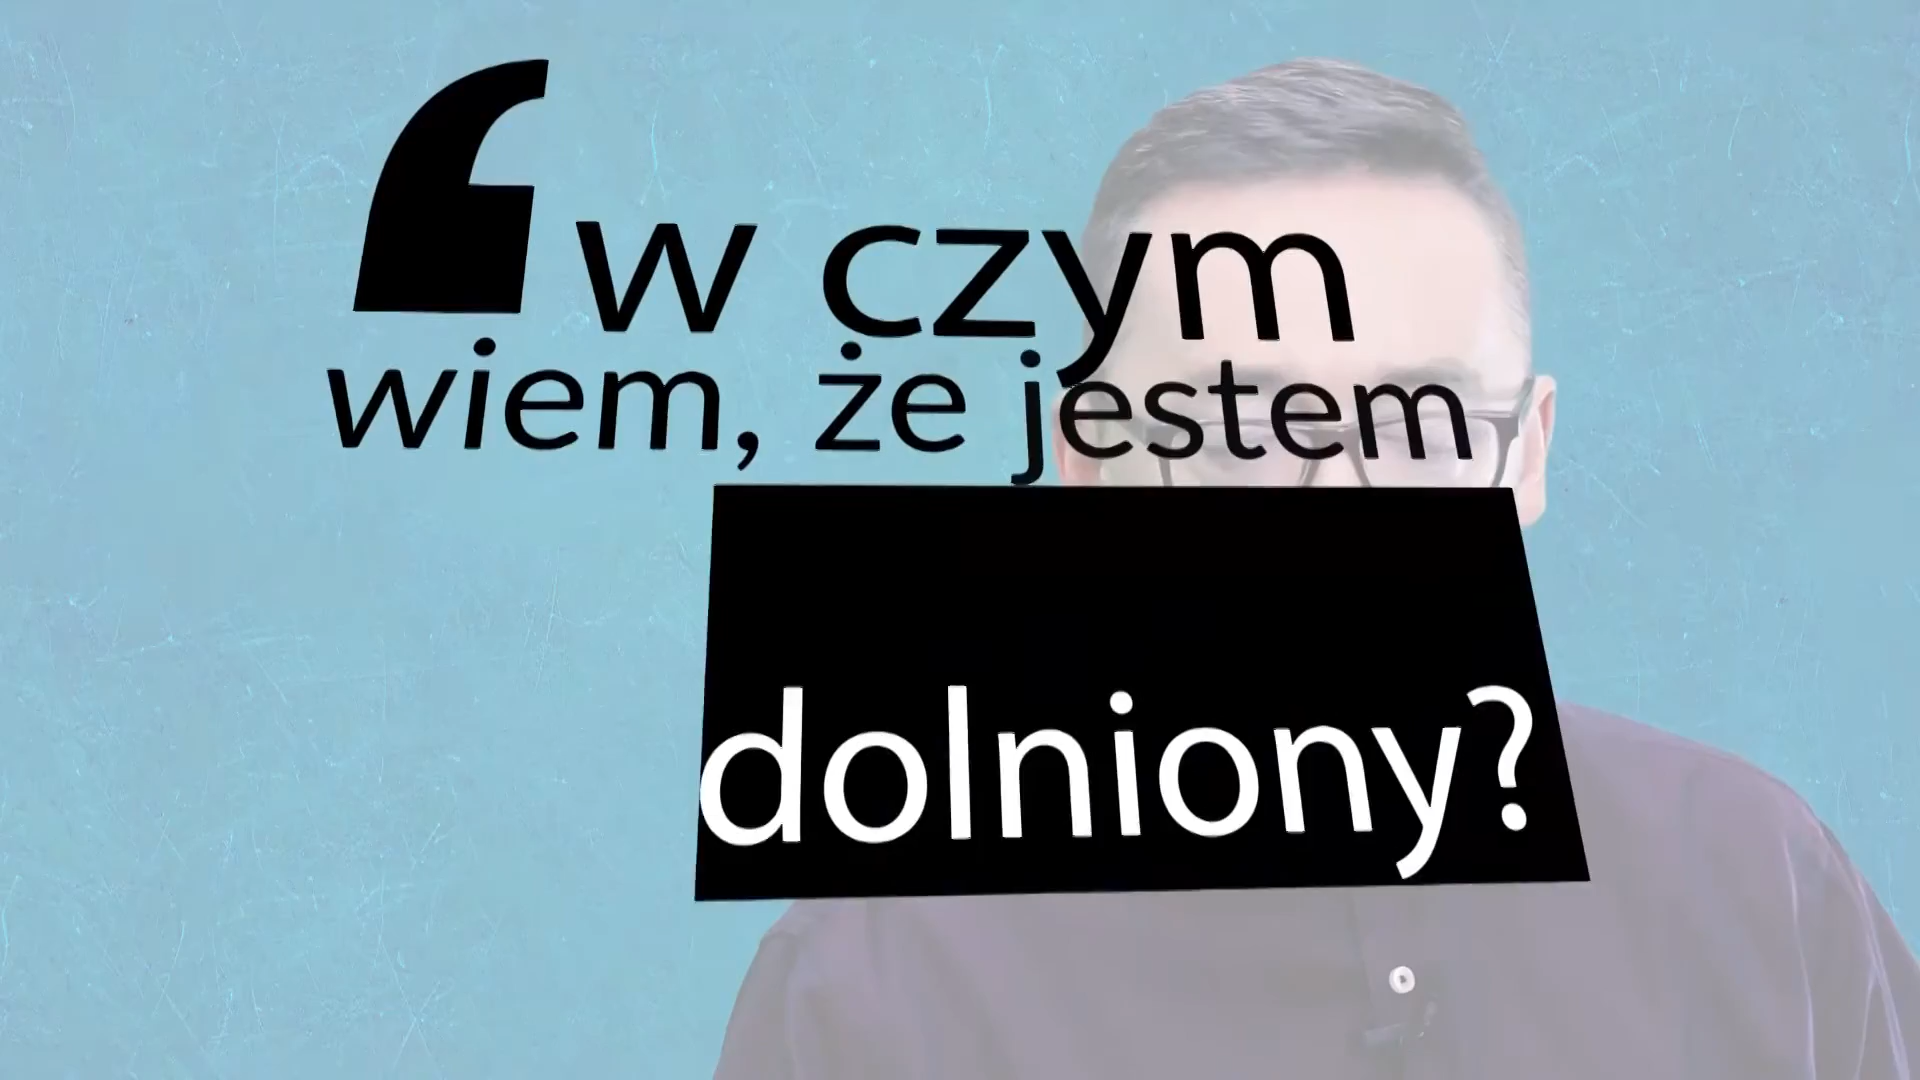 ‘ w czym
wiem, że jestem
dolniony?